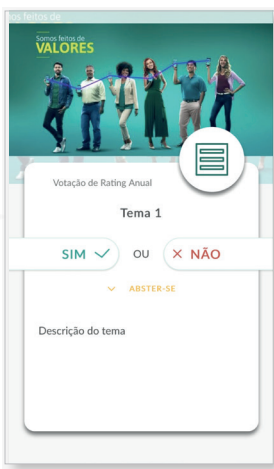 os feitos de
Somos feitos de
VALORES
Votação de Rating Anual
Tema 1
SIM OU NÃO
ABSTER-SE
Descrição do tema